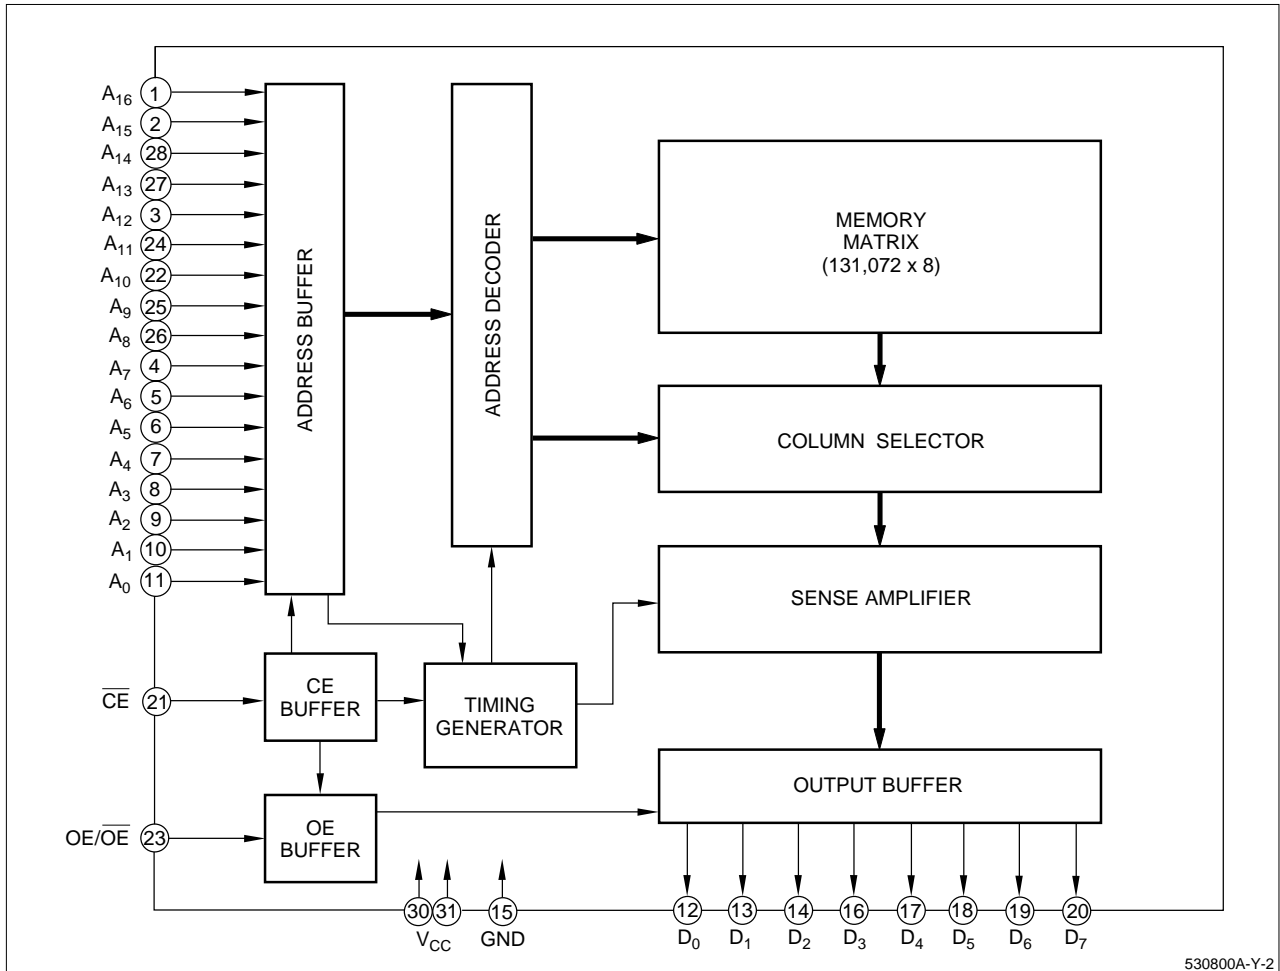 A16 1
A15 2
A14 28
A13 27
A12 3
A11 24
A10 22
A9 25
A8 26
A7 4
A6 5
A5 6
A4 7
A3 8
A2 9
A1 10
A0 11
ADDRESS BUFFER
ADDRESS DECODER
MEMORY
MATRIX
(131,072 x 8)
COLUMN SELECTOR
SENSE AMPLIFIER
CE 21
CE
BUFFER
TIMING
GENERATOR
OUTPUT BUFFER
OE/OE 23
OE
BUFFER
30 31 15 12 13 14 16 17 18 19 20
VCC GND D0 D1 D2 D3 D4 D5 D6 D7
530800A-Y-2